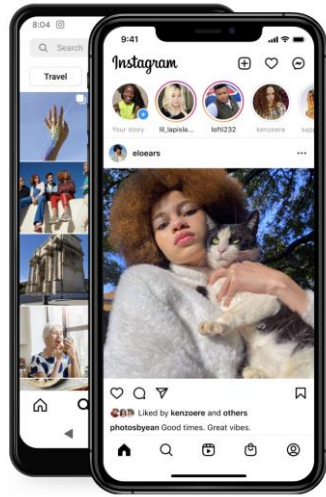 8:04
Search
Travel
9:41
Instagram
Your story
lil_lapisla...
lofti232
kenzoere
eloears
...
Liked by kenzoere and others
photosbyean Good times. Great vibes.